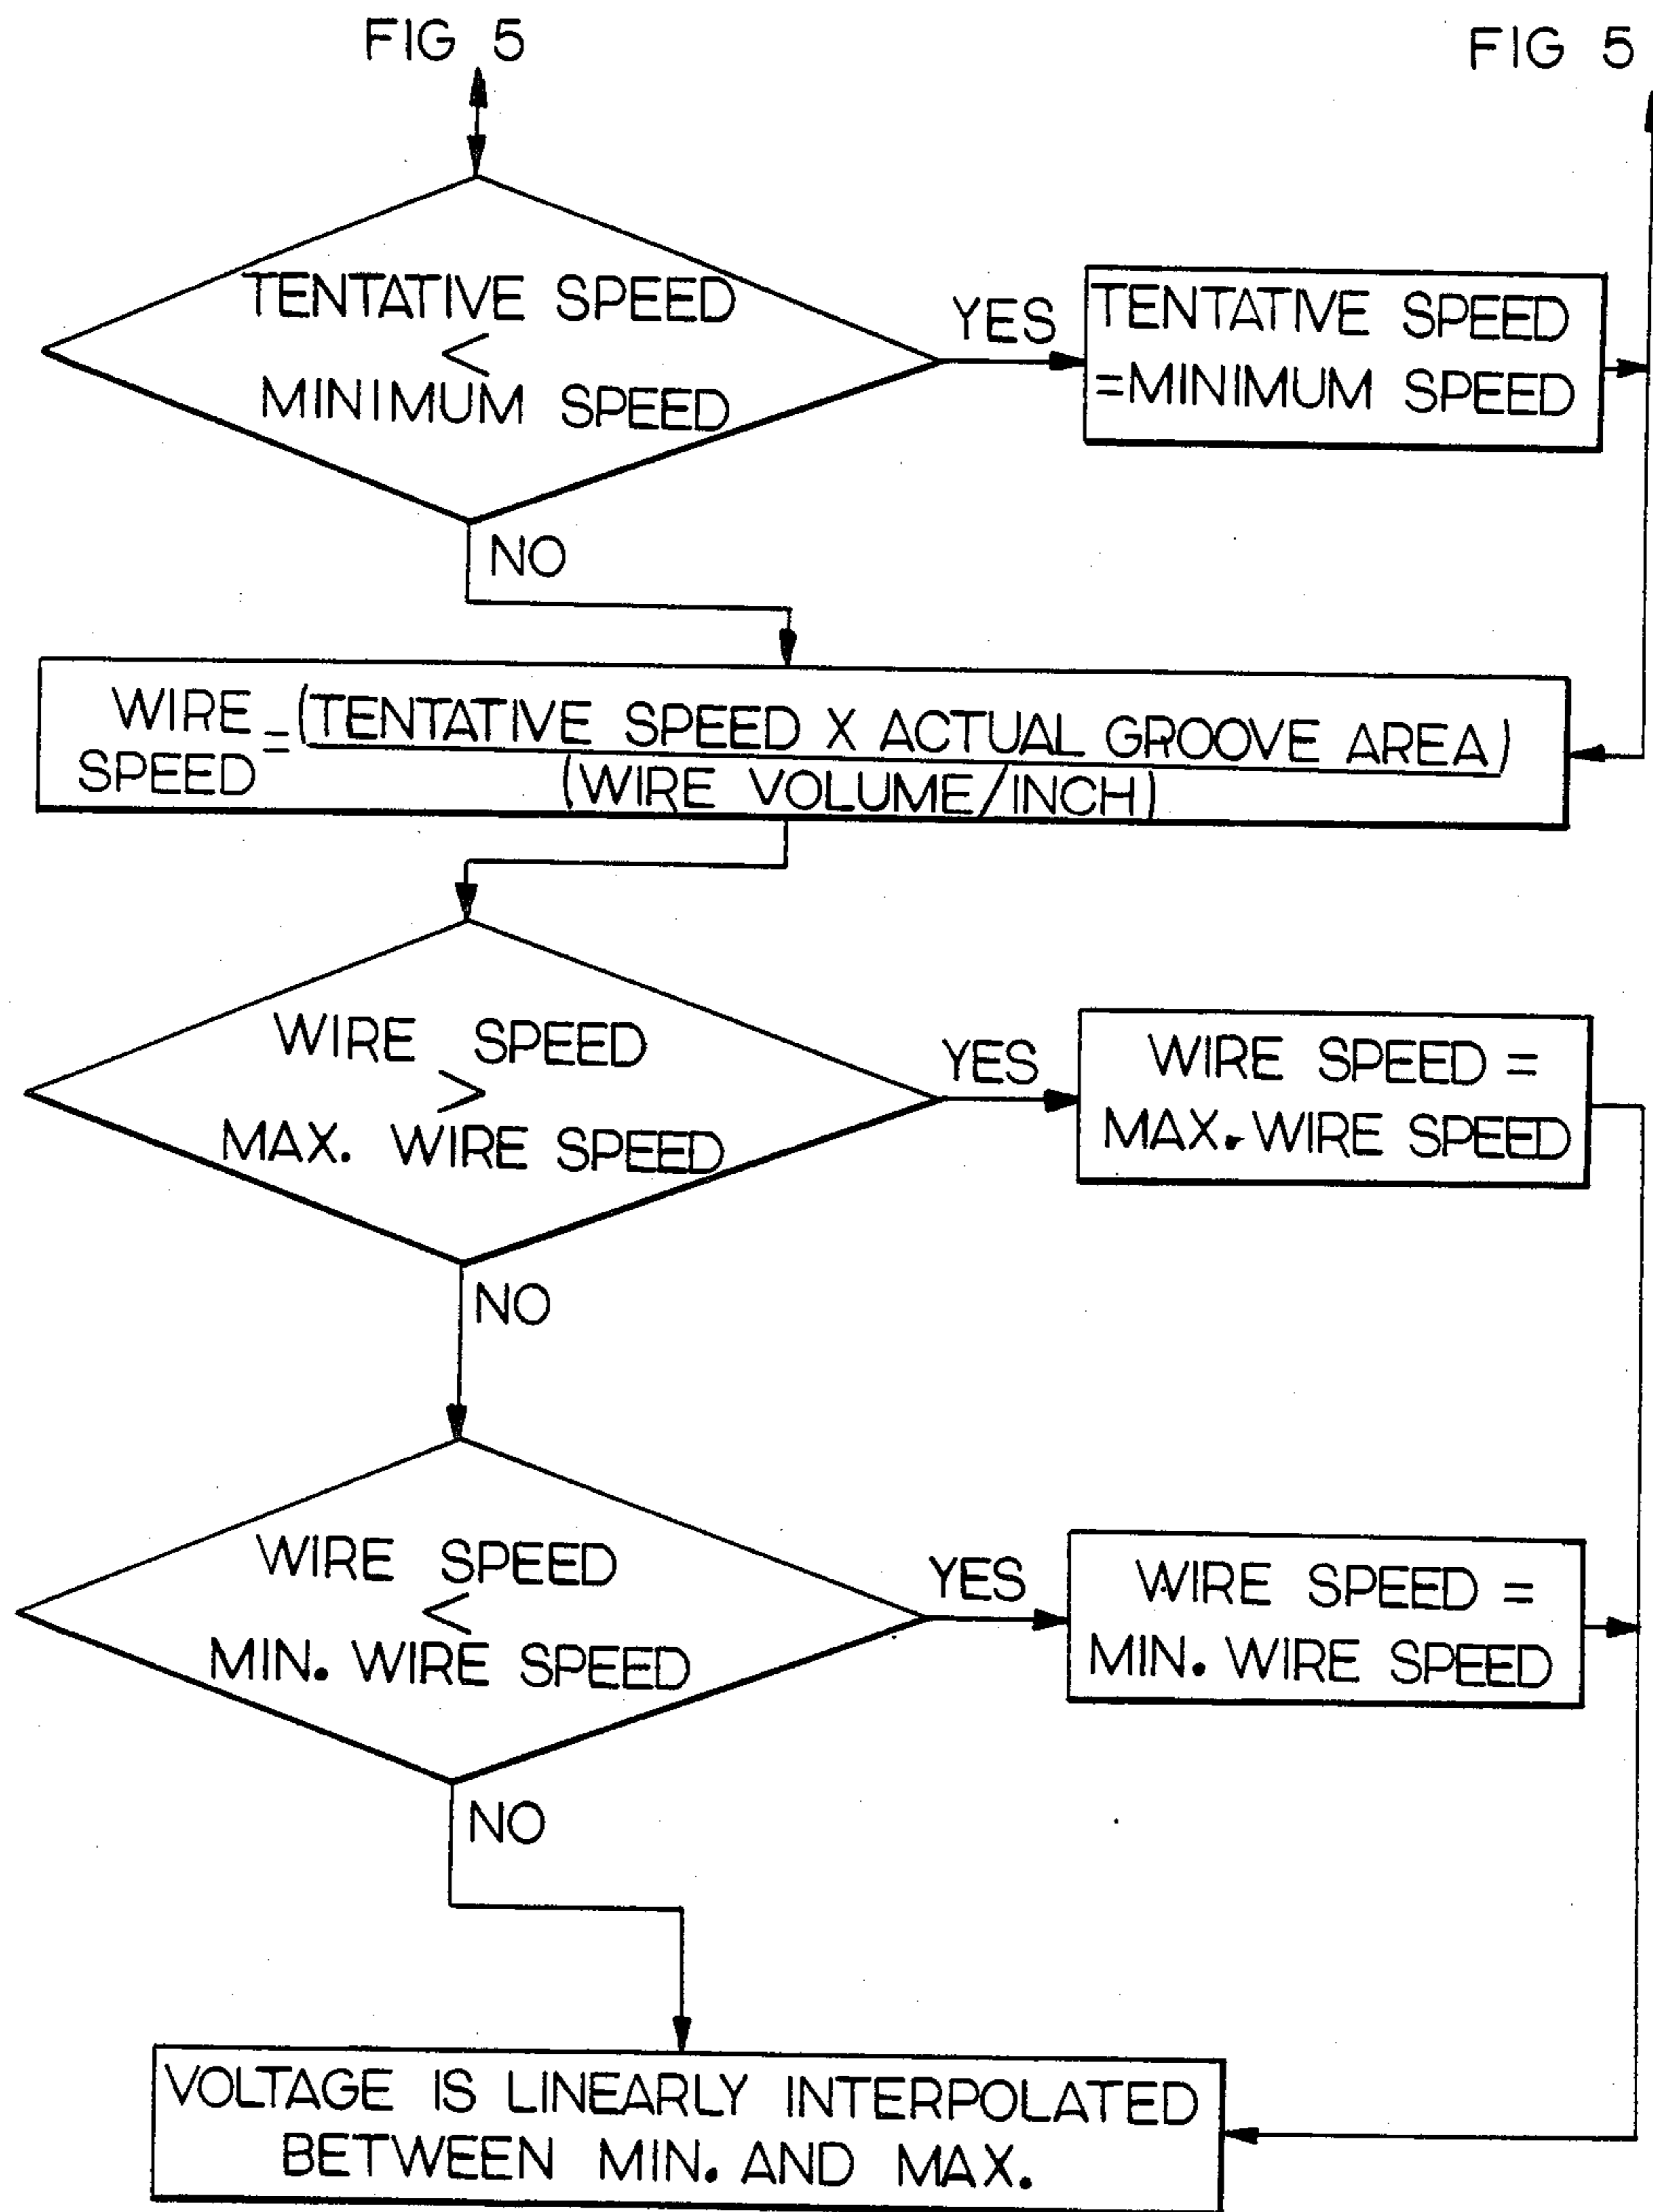 FIG 5
FIG 5
TENTATIVE SPEED
<
MINIMUM SPEED
YES
TENTATIVE SPEED
=MINIMUM SPEED
NO
WIRE SPEED = (TENTATIVE SPEED X ACTUAL GROOVE AREA)
(WIRE VOLUME/INCH)
WIRE SPEED
>
MAX. WIRE SPEED
YES
WIRE SPEED =
MAX. WIRE SPEED
NO
WIRE SPEED
<
MIN. WIRE SPEED
YES
WIRE SPEED =
MIN. WIRE SPEED
NO
VOLTAGE IS LINEARLY INTERPOLATED
BETWEEN MIN. AND MAX.